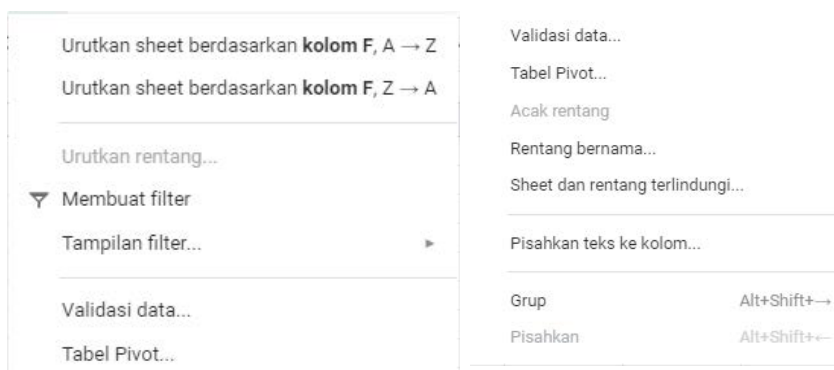 Urutkan sheet berdasarkan kolom F, A → Z
Urutkan sheet berdasarkan kolom F, Z → A
Urutkan rentang...
Membuat filter
Tampilan filter...
Validasi data...
Tabel Pivot...
Validasi data...
Tabel Pivot...
Acak rentang
Rentang bernama...
Sheet dan rentang terlindungi...
Pisahkan teks ke kolom...
Grup Alt+Shift+→
Pisahkan Alt+Shift+←